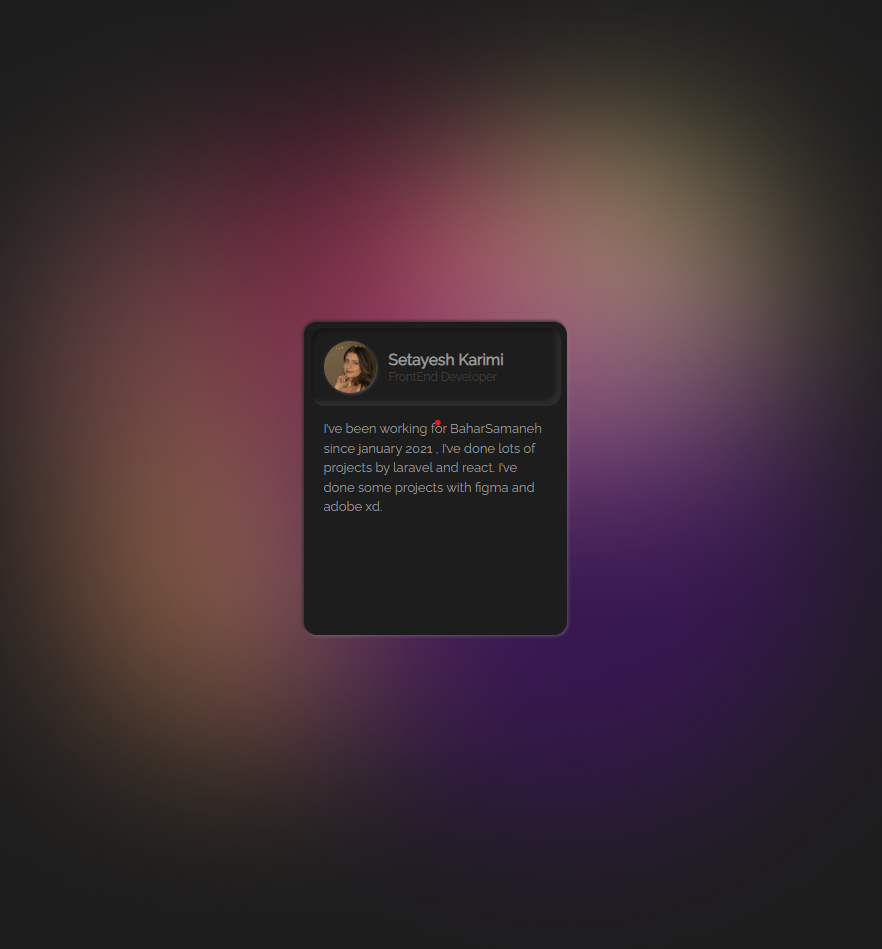 Setayesh Karimi
FrontEnd Developer
I've been working for BaharSamaneh
since january 2021 , I've done lots of
projects by laravel and react. I've
done some projects with figma and
adobe xd.